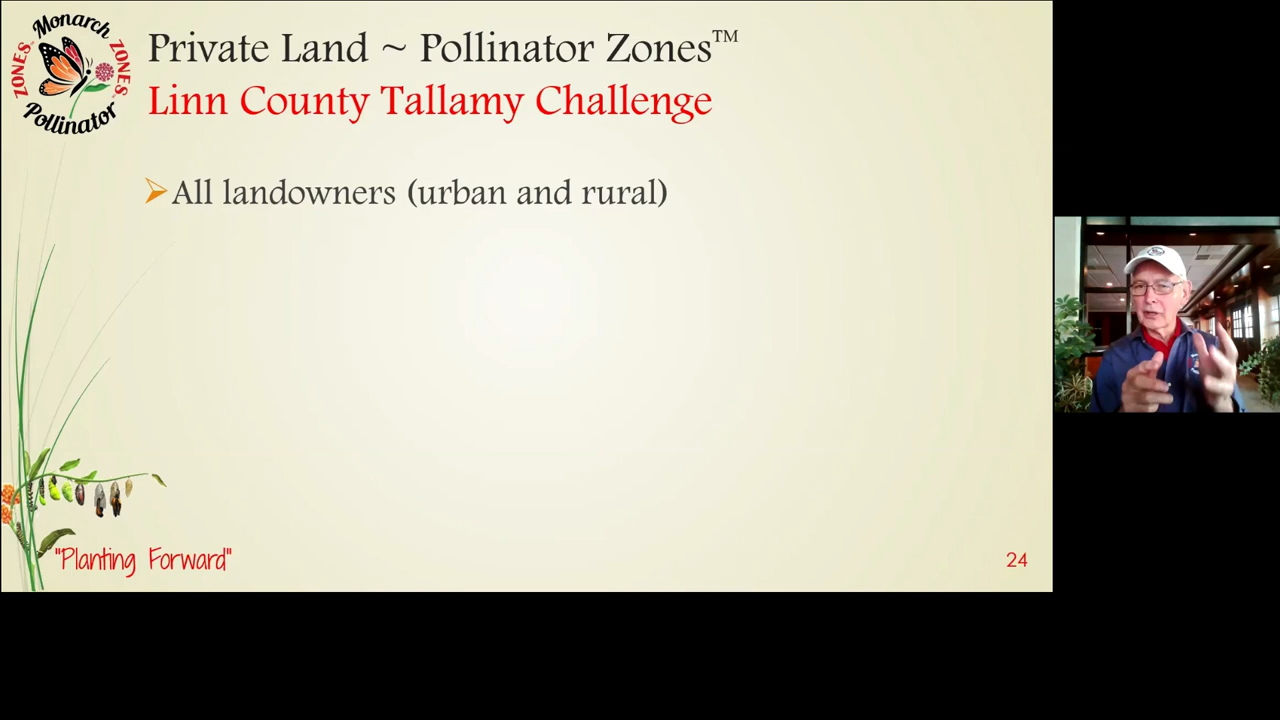 Monarch
ZONES
ZONES
Pollinator
Private Land ~ Pollinator Zones™
Linn County Tallamy Challenge
➢All landowners (urban and rural)
"Planting Forward"
24